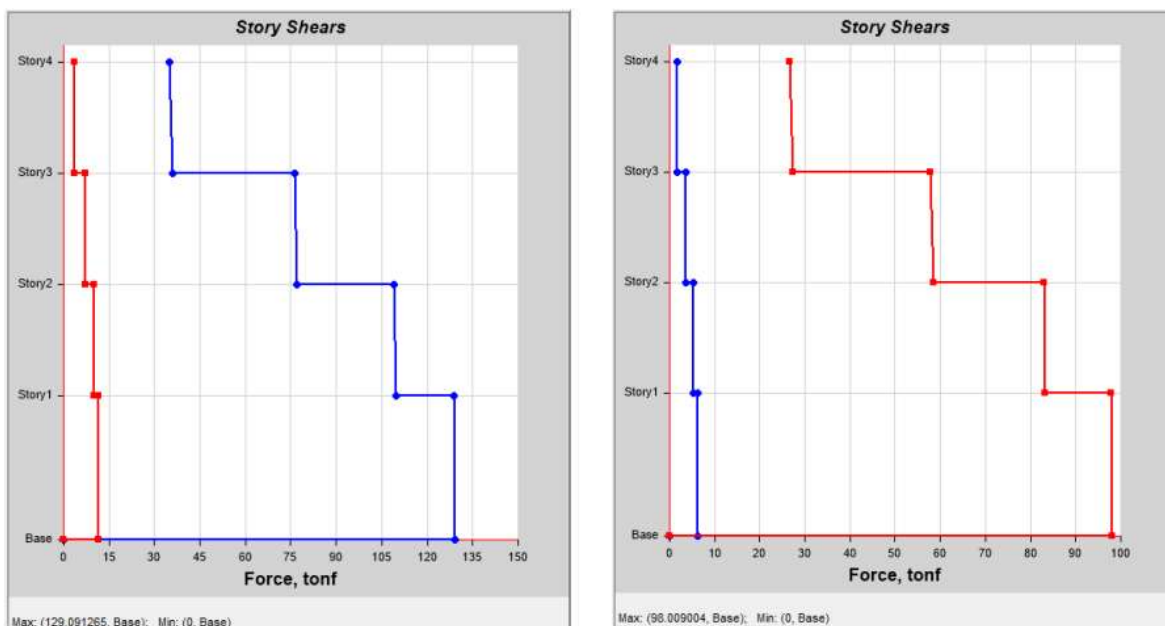 Story Shears
Story4
Story3
Story2
Story1
Base
0 15 30 45 60 75 90 105 120 135 150
Force, tonf
Max: (129.091265, Base); Min: (0, Base)
Story Shears
Story4
Story3
Story2
Story1
Base
0 10 20 30 40 50 60 70 80 90 100
Force, tonf
Max: (98.009004, Base); Min: (0, Base)